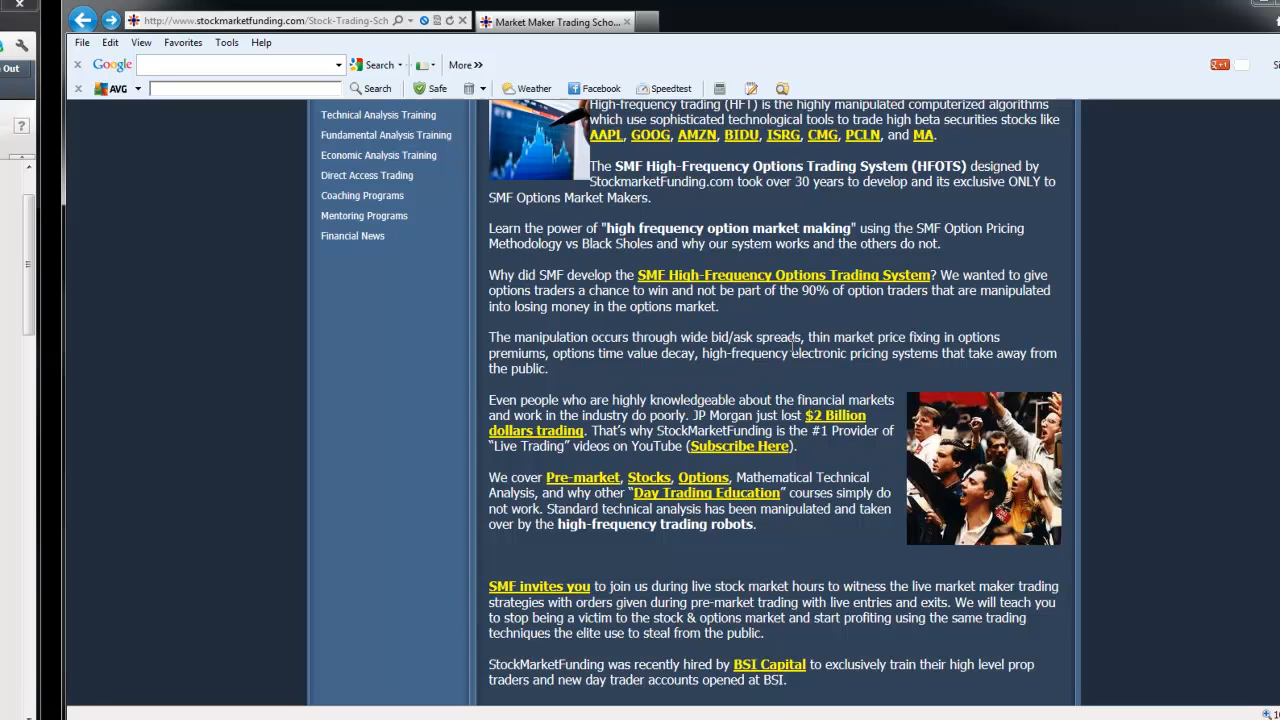 http://www.stockmarketfunding.com/Stock-Trading-Sch
Market Maker Trading Scho...
File Edit View Favorites Tools Help
Google Search More »
AVG Search Safe Weather Facebook Speedtest
Out
?
Technical Analysis Training
Fundamental Analysis Training
Economic Analysis Training
Direct Access Trading
Coaching Programs
Mentoring Programs
Financial News
High-frequency trading (HFT) is the highly manipulated computerized algorithms
which use sophisticated technological tools to trade high beta securities stocks like
AAPL, GOOG, AMZN, BIDU, ISRG, CMG, PCLN, and MA.
The SMF High-Frequency Options Trading System (HFOTS) designed by
StockmarketFunding.com took over 30 years to develop and its exclusive ONLY to
SMF Options Market Makers.
Learn the power of "high frequency option market making" using the SMF Option Pricing
Methodology vs Black Sholes and why our system works and the others do not.
Why did SMF develop the SMF High-Frequency Options Trading System? We wanted to give
options traders a chance to win and not be part of the 90% of option traders that are manipulated
into losing money in the options market.
The manipulation occurs through wide bid/ask spreads, thin market price fixing in options
premiums, options time value decay, high-frequency electronic pricing systems that take away from
the public.
Even people who are highly knowledgeable about the financial markets
and work in the industry do poorly. JP Morgan just lost $2 Billion
dollars trading. That's why StockMarketFunding is the #1 Provider of
"Live Trading" videos on YouTube (Subscribe Here).
We cover Pre-market, Stocks, Options, Mathematical Technical
Analysis, and why other "Day Trading Education" courses simply do
not work. Standard technical analysis has been manipulated and taken
over by the high-frequency trading robots.
SMF invites you to join us during live stock market hours to witness the live market maker trading
strategies with orders given during pre-market trading with live entries and exits. We will teach you
to stop being a victim to the stock & options market and start profiting using the same trading
techniques the elite use to steal from the public.
StockMarketFunding was recently hired by BSI Capital to exclusively train their high level prop
traders and new day trader accounts opened at BSI.